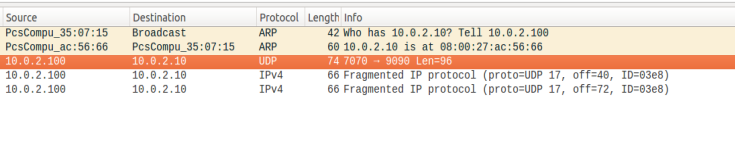 Source Destination Protocol Length Info
PcsCompu_35:07:15 Broadcast ARP 42 Who has 10.0.2.10? Tell 10.0.2.100
PcsCompu_ac:56:66 PcsCompu_35:07:15 ARP 60 10.0.2.10 is at 08:00:27:ac:56:66
10.0.2.100 10.0.2.10 UDP 74 7070 → 9090 Len=96
10.0.2.100 10.0.2.10 IPv4 66 Fragmented IP protocol (proto=UDP 17, off=40, ID=03e8)
10.0.2.100 10.0.2.10 IPv4 66 Fragmented IP protocol (proto=UDP 17, off=72, ID=03e8)